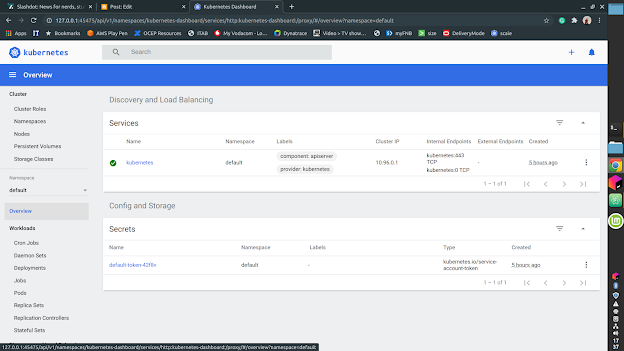 Slashdot: News for nerds, st
Post: Edit
Kubernetes Dashboard
127.0.0.1:45475/api/v1/namespaces/kubernetes-dashboard/services/http:kubernetes-dashboard:/proxy/#/overview?namespace=default
Apps
IT
Bookmarks
AWS Play Pen
OCEP Resources
ITAB
My Vodacom - Lo...
Dynatrace
Video > TV show...
myFNB
size
DeliveryMode
scale
kubernetes
Search
Overview
Cluster
Cluster Roles
Namespaces
Nodes
Persistent Volumes
Storage Classes
Namespace
default
Overview
Workloads
Cron Jobs
Daemon Sets
Deployments
Jobs
Pods
Replica Sets
Replication Controllers
Stateful Sets
Discovery and Load Balancing
Services
Name Namespace Labels Cluster IP Internal Endpoints External Endpoints Created
kubernetes default component: apiserver provider: kubernetes 10.96.0.1 kubernetes:443 TCP kubernetes:0 TCP - 5 hours ago
1 – 1 of 1
Config and Storage
Secrets
Name Namespace Labels Type Created
default - kubernetes.io/service-account-token 5 hours ago
1 – 1 of 1
127.0.0.1:45475/api/v1/namespaces/kubernetes-dashboard/services/http:kubernetes-dashboard:/proxy/#/overview?namespace=default
17
37